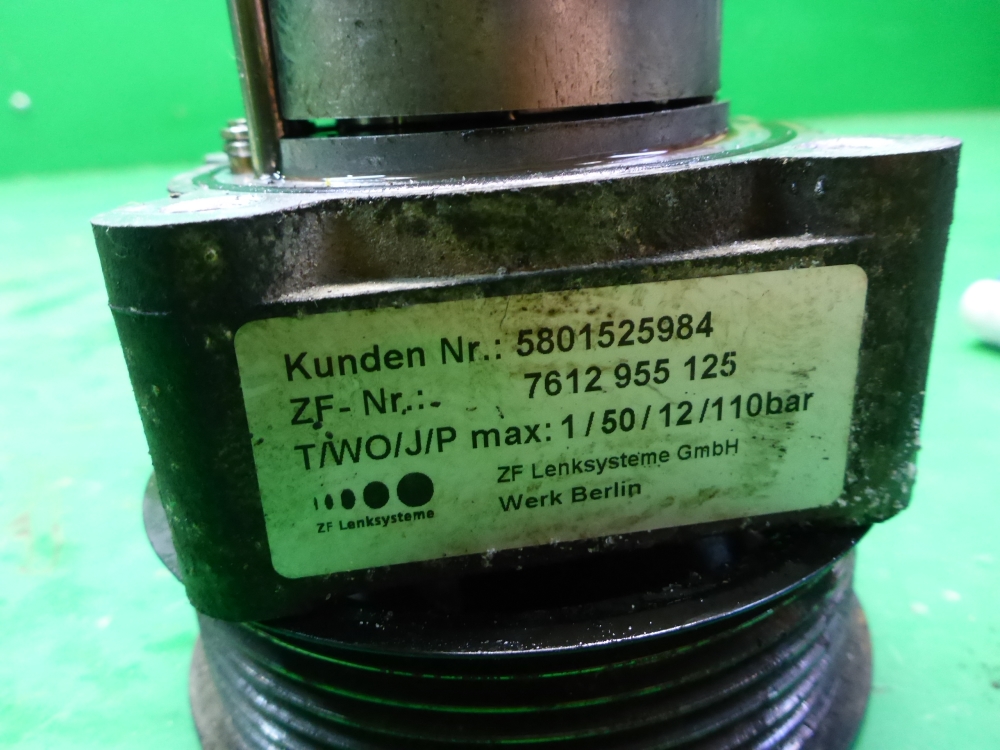 Kunden Nr.: 5801525984
ZF- Nr.: 7612 955 125
T/WO/J/P max: 1/50/12/110bar
ZF Lenksysteme GmbH
Werk Berlin
ZF Lenksysteme